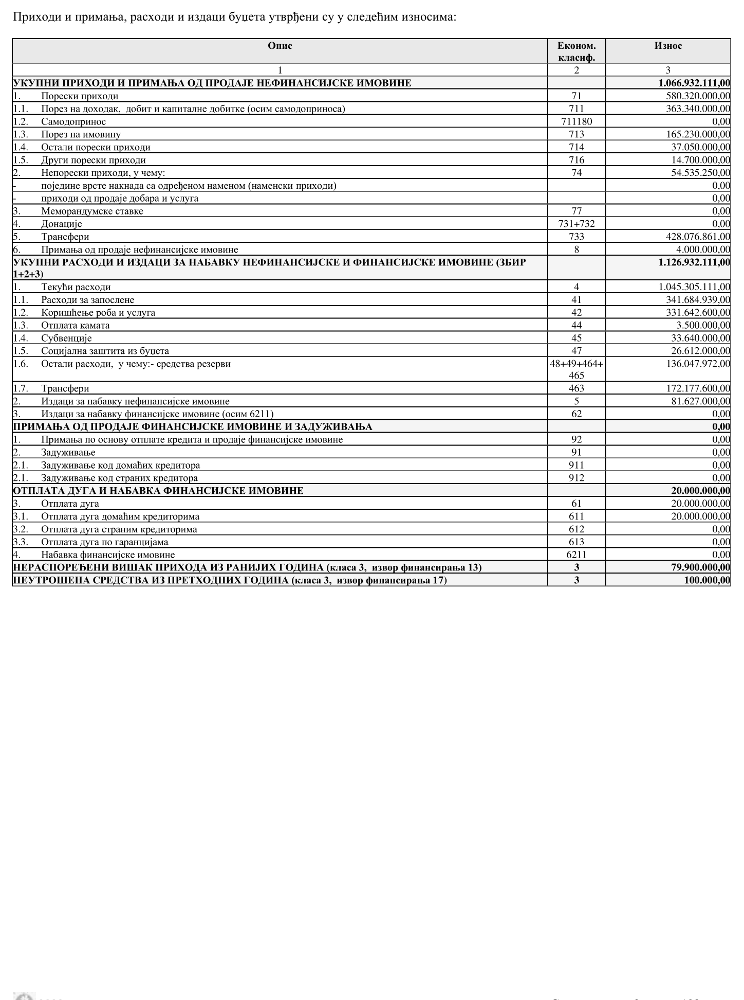 Приходи и примања, расходи и издаци буџета утврђени су у следећим износима:
Опис Економ. класиф. Износ
1 2 3
УКУПНИ ПРИХОДИ И ПРИМАЊА ОД ПРОДАЈЕ НЕФИНАНСИЈСКЕ ИМОВИНЕ 1.066.932.111,00
1. Порески приходи 71 580.320.000,00
1.1. Порез на доходак, добит и капиталне добитке (осим самодоприноса) 711 363.340.000,00
1.2. Самодопринос 711180 0,00
1.3. Порез на имовину 713 165.230.000,00
1.4. Остали порески приходи 714 37.050.000,00
1.5. Други порески приходи 716 14.700.000,00
2. Непорески приходи, у чему: 74 54.535.250,00
- поједине врсте накнада са одређеном наменом (наменски приходи) 0,00
- приходи од продаје добара и услуга 0,00
3. Меморандумске ставке 77 0,00
4. Донације 731+732 0,00
5. Трансфери 733 428.076.861,00
6. Примања од продаје нефинансијске имовине 8 4.000.000,00
УКУПНИ РАСХОДИ И ИЗДАЦИ ЗА НАБАВКУ НЕФИНАНСИЈСКЕ И ФИНАНСИЈСКЕ ИМОВИНЕ (ЗБИР 1.126.932.111,00
1+2+3)
1. Текући расходи 4 1.045.305.111,00
1.1. Расходи за запослене 41 341.684.939,00
1.2. Коришћење роба и услуга 42 331.642.600,00
1.3. Отплата камата 44 3.500.000,00
1.4. Субвенције 45 33.640.000,00
1.5. Социјална заштита из буџета 47 26.612.000,00
1.6. Остали расходи, у чему:- средства резерви 48+49+464+ 136.047.972,00
465
1.7. Трансфери 463 172.177.600,00
2. Издаци за набавку нефинансијске имовине 5 81.627.000,00
3. Издаци за набавку финансијске имовине (осим 6211) 62 0,00
ПРИМАЊА ОД ПРОДАЈЕ ФИНАНСИЈСКЕ ИМОВИНЕ И ЗАДУЖИВАЊА 0,00
1. Примања по основу отплате кредита и продаје финансијске имовине 92 0,00
2. Задуживање 91 0,00
2.1. Задуживање код домаћих кредитора 911 0,00
2.1. Задуживање код страних кредитора 912 0,00
ОТПЛАТА ДУГА И НАБАВКА ФИНАНСИЈСКЕ ИМОВИНЕ 20.000.000,00
3. Отплата дуга 61 20.000.000,00
3.1. Отплата дуга домаћим кредиторима 611 20.000.000,00
3.2. Отплата дуга страним кредиторима 612 0,00
3.3. Отплата дуга по гаранцијама 613 0,00
4. Набавка финансијске имовине 6211 0,00
НЕРАСПОРЕЂЕНИ ВИШАК ПРИХОДА ИЗ РАНИЈИХ ГОДИНА (класа 3, извор финансирања 13) 3 79.900.000,00
НЕУТРОШЕНА СРЕДСТВА ИЗ ПРЕТХОДНИХ ГОДИНА (класа 3, извор финансирања 17) 3 100.000,00